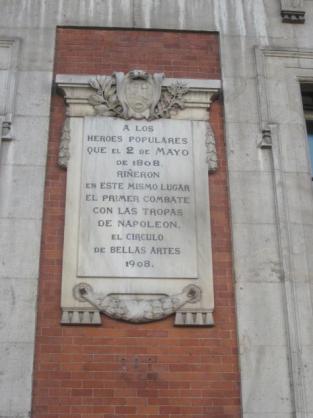 A LOS
HEROES POPULARES
QUE EL 2 DE MAYO
DE 1808.
RIÑERON
EN ESTE MISMO LUGAR
EL PRIMER COMBATE
CON LAS TROPAS
DE NAPOLEON.
EL CIRCULO
DE BELLAS ARTES
1908.